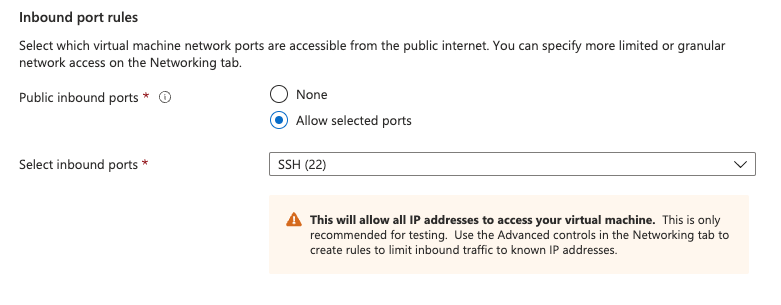 Inbound port rules
Select which virtual machine network ports are accessible from the public internet. You can specify more limited or granular
network access on the Networking tab.
Public inbound ports *
None
Allow selected ports
Select inbound ports *
SSH (22)
This will allow all IP addresses to access your virtual machine. This is only
recommended for testing. Use the Advanced controls in the Networking tab to
create rules to limit inbound traffic to known IP addresses.